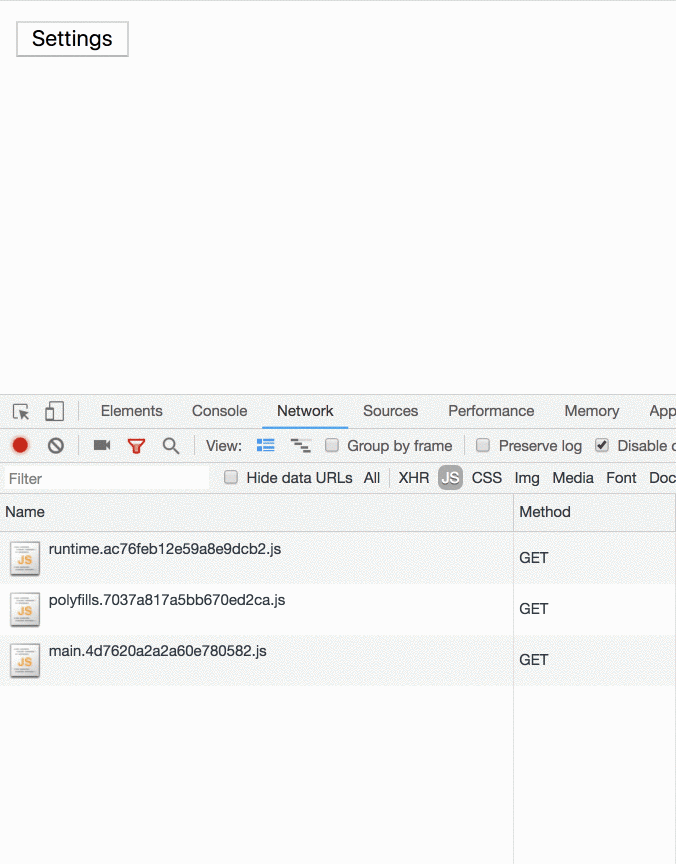 Settings
Elements Console Network Sources Performance Memory App
View: Group by frame Preserve log Disable c
Filter Hide data URLs All XHR JS CSS Img Media Font Doc
Name Method
JS runtime.ac76feb12e59a8e9dcb2.js GET
JS polyfills.7037a817a5bb670ed2ca.js GET
JS main.4d7620a2a2a60e780582.js GET